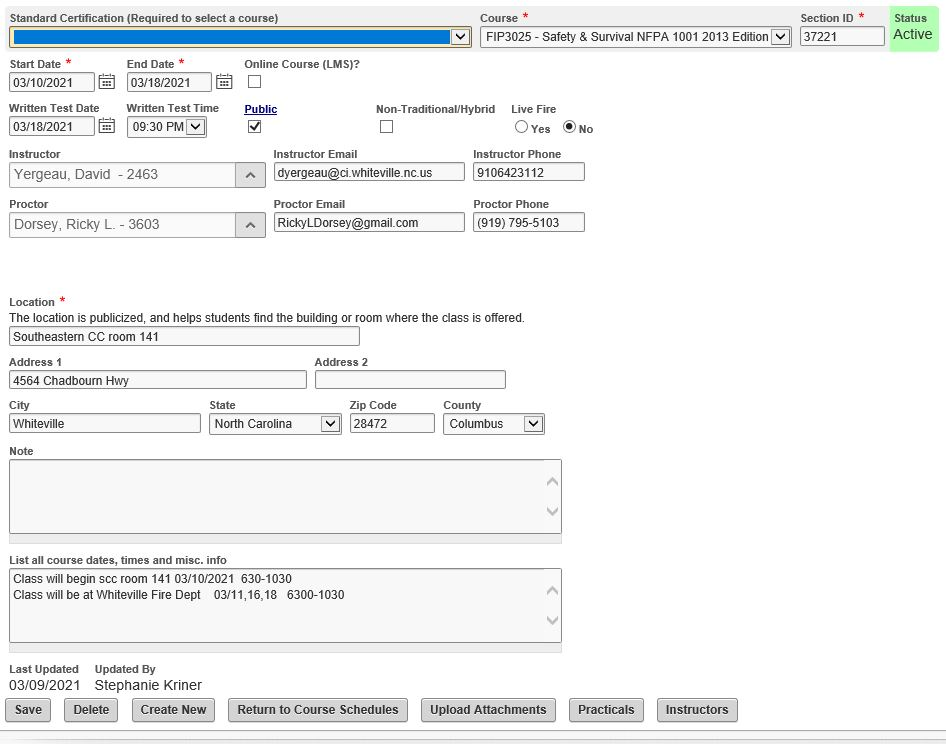 Standard Certification (Required to select a course) Course * Section ID * Status
FIP3025 - Safety & Survival NFPA 1001 2013 Edition 37221 Active
Start Date * End Date * Online Course (LMS)?
03/10/2021 03/18/2021
Written Test Date Written Test Time Public Non-Traditional/Hybrid Live Fire
03/18/2021 09:30 PM Yes No
Instructor Instructor Email Instructor Phone
Yergeau, David - 2463 dyergeau@ci.whiteville.nc.us 9106423112
Proctor Proctor Email Proctor Phone
Dorsey, Ricky L. - 3603 RickyLDorsey@gmail.com (919) 795-5103
Location *
The location is publicized, and helps students find the building or room where the class is offered.
Southeastern CC room 141
Address 1 Address 2
4564 Chadbourn Hwy
City State Zip Code County
Whiteville North Carolina 28472 Columbus
Note
List all course dates, times and misc. info
Class will begin scc room 141 03/10/2021 630-1030
Class will be at Whiteville Fire Dept 03/11,16,18 6300-1030
Last Updated Updated By
03/09/2021 Stephanie Kriner
Save Delete Create New Return to Course Schedules Upload Attachments Practicals Instructors